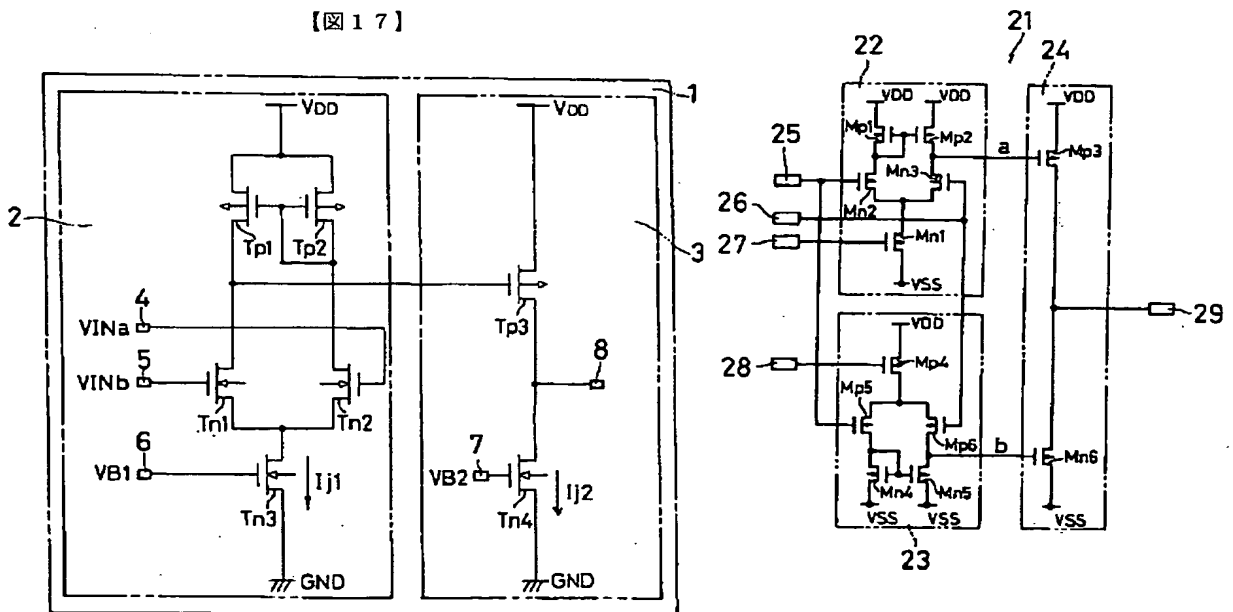 【図17】
1
2
VDD
VDD
Tp1
Tp2
3
Tp3
4
VINa
5
VINb
Tn1
Tn2
8
6
VB1
Tn3
Ij1
7
VB2
Tn4
Ij2
GND
GND
21
22
24
VDD
VDD
VDD
Mp1
Mp2
a
Mp3
25
Mn3
Mn2
26
27
Mn1
VSS
29
VDD
28
Mp4
Mp5
Mp6
b
Mn6
Mn4
Mn5
VSS
VSS
VSS
23